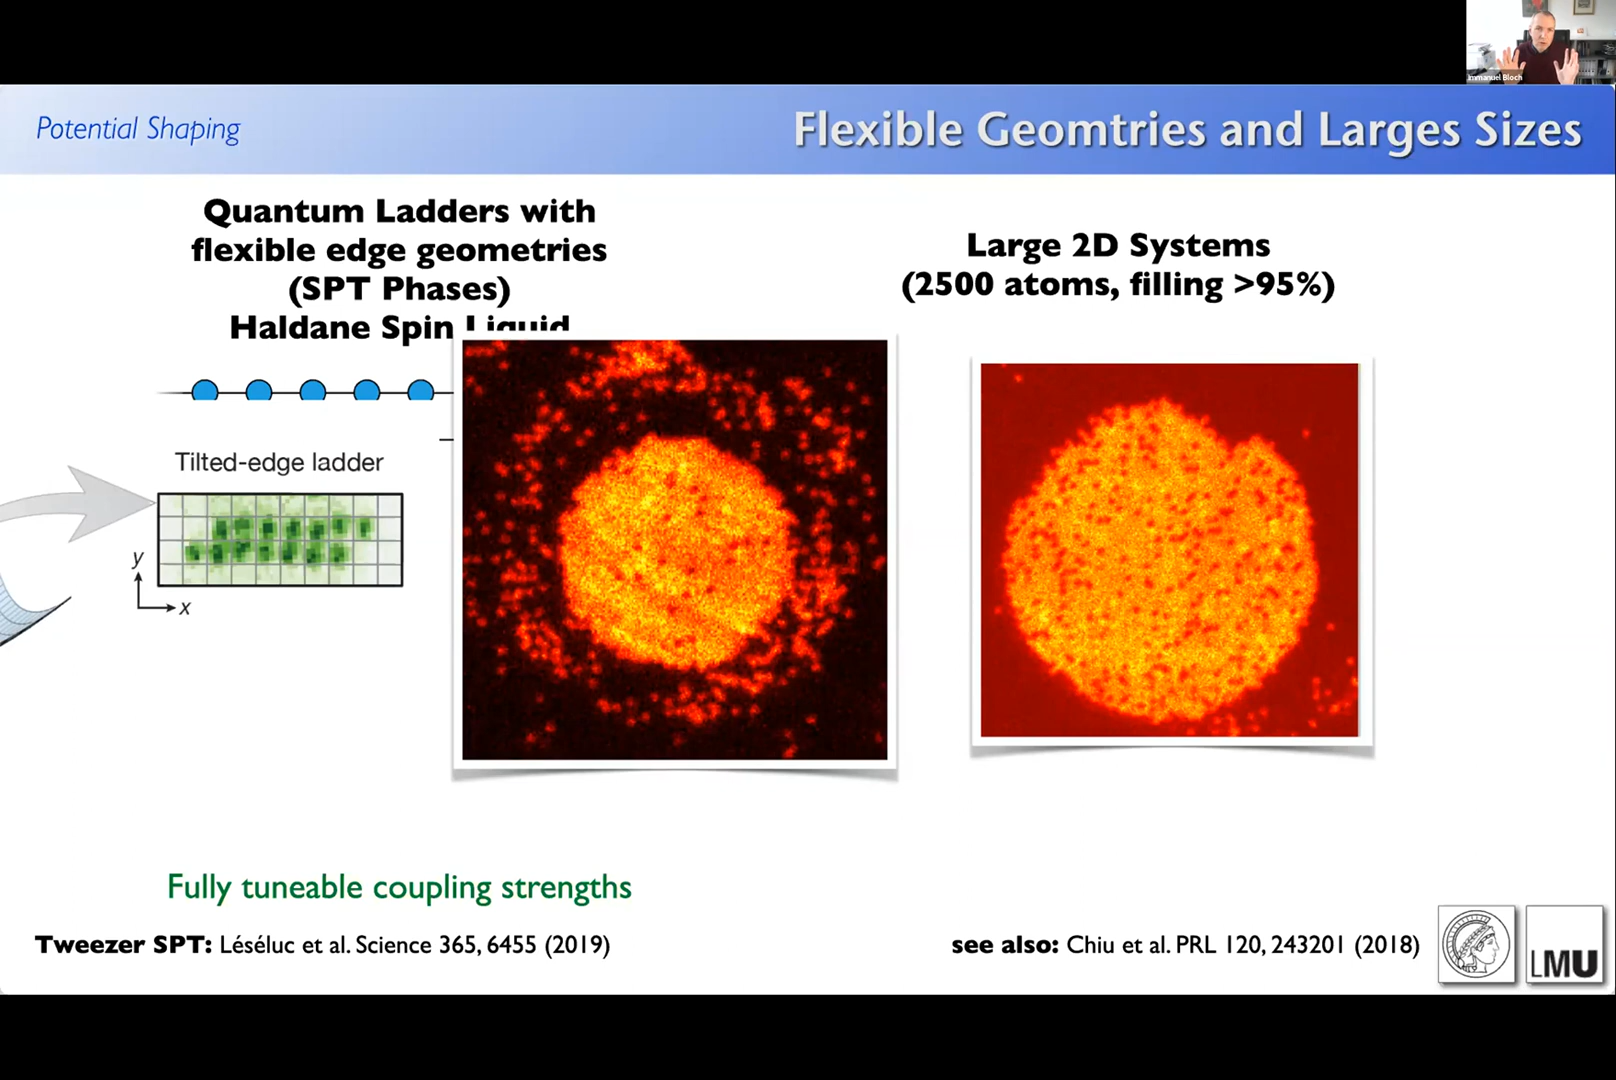 Immanuel Bloch
Potential Shaping
Flexible Geomtries and Larges Sizes
Quantum Ladders with
flexible edge geometries
(SPT Phases)
Haldane Spin Liquid
Large 2D Systems
(2500 atoms, filling >95%)
Tilted-edge ladder
y
x
Fully tuneable coupling strengths
Tweezer SPT: Léséluc et al. Science 365, 6455 (2019)
see also: Chiu et al. PRL 120, 243201 (2018)
LMU